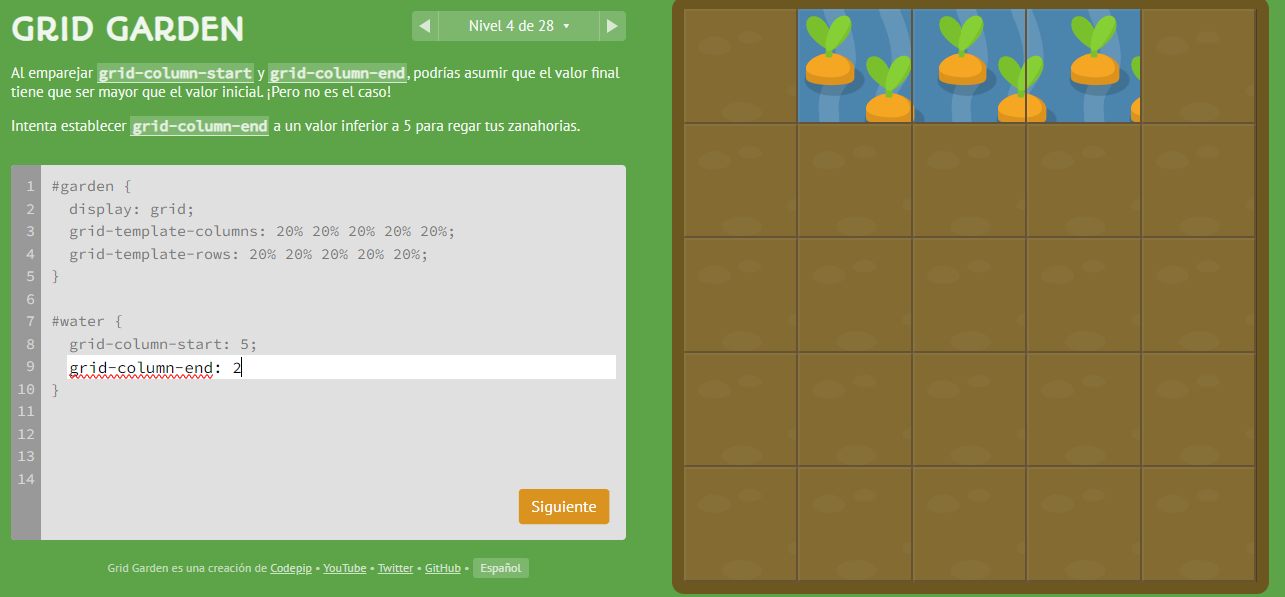 GRID GARDEN
Nivel 4 de 28
Al emparejar grid-column-start y grid-column-end, podrías asumir que el valor final
tiene que ser mayor que el valor inicial. ¡Pero no es el caso!
Intenta establecer grid-column-end a un valor inferior a 5 para regar tus zanahorias.
1 #garden {
2 display: grid;
3 grid-template-columns: 20% 20% 20% 20% 20%;
4 grid-template-rows: 20% 20% 20% 20% 20%;
5 }
6
7 #water {
8 grid-column-start: 5;
9 grid-column-end: 2
10 }
11
12
13
14
Siguiente
Grid Garden es una creación de Codepip • YouTube • Twitter • GitHub • Español